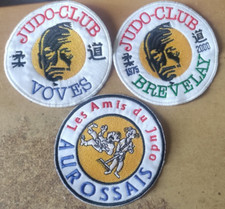 JUDO-CLUB
柔 道
VOVES
JUDO-CLUB
柔 道
1975 2000
BREVELAY
Les Amis du Judo
AUROSSAIS